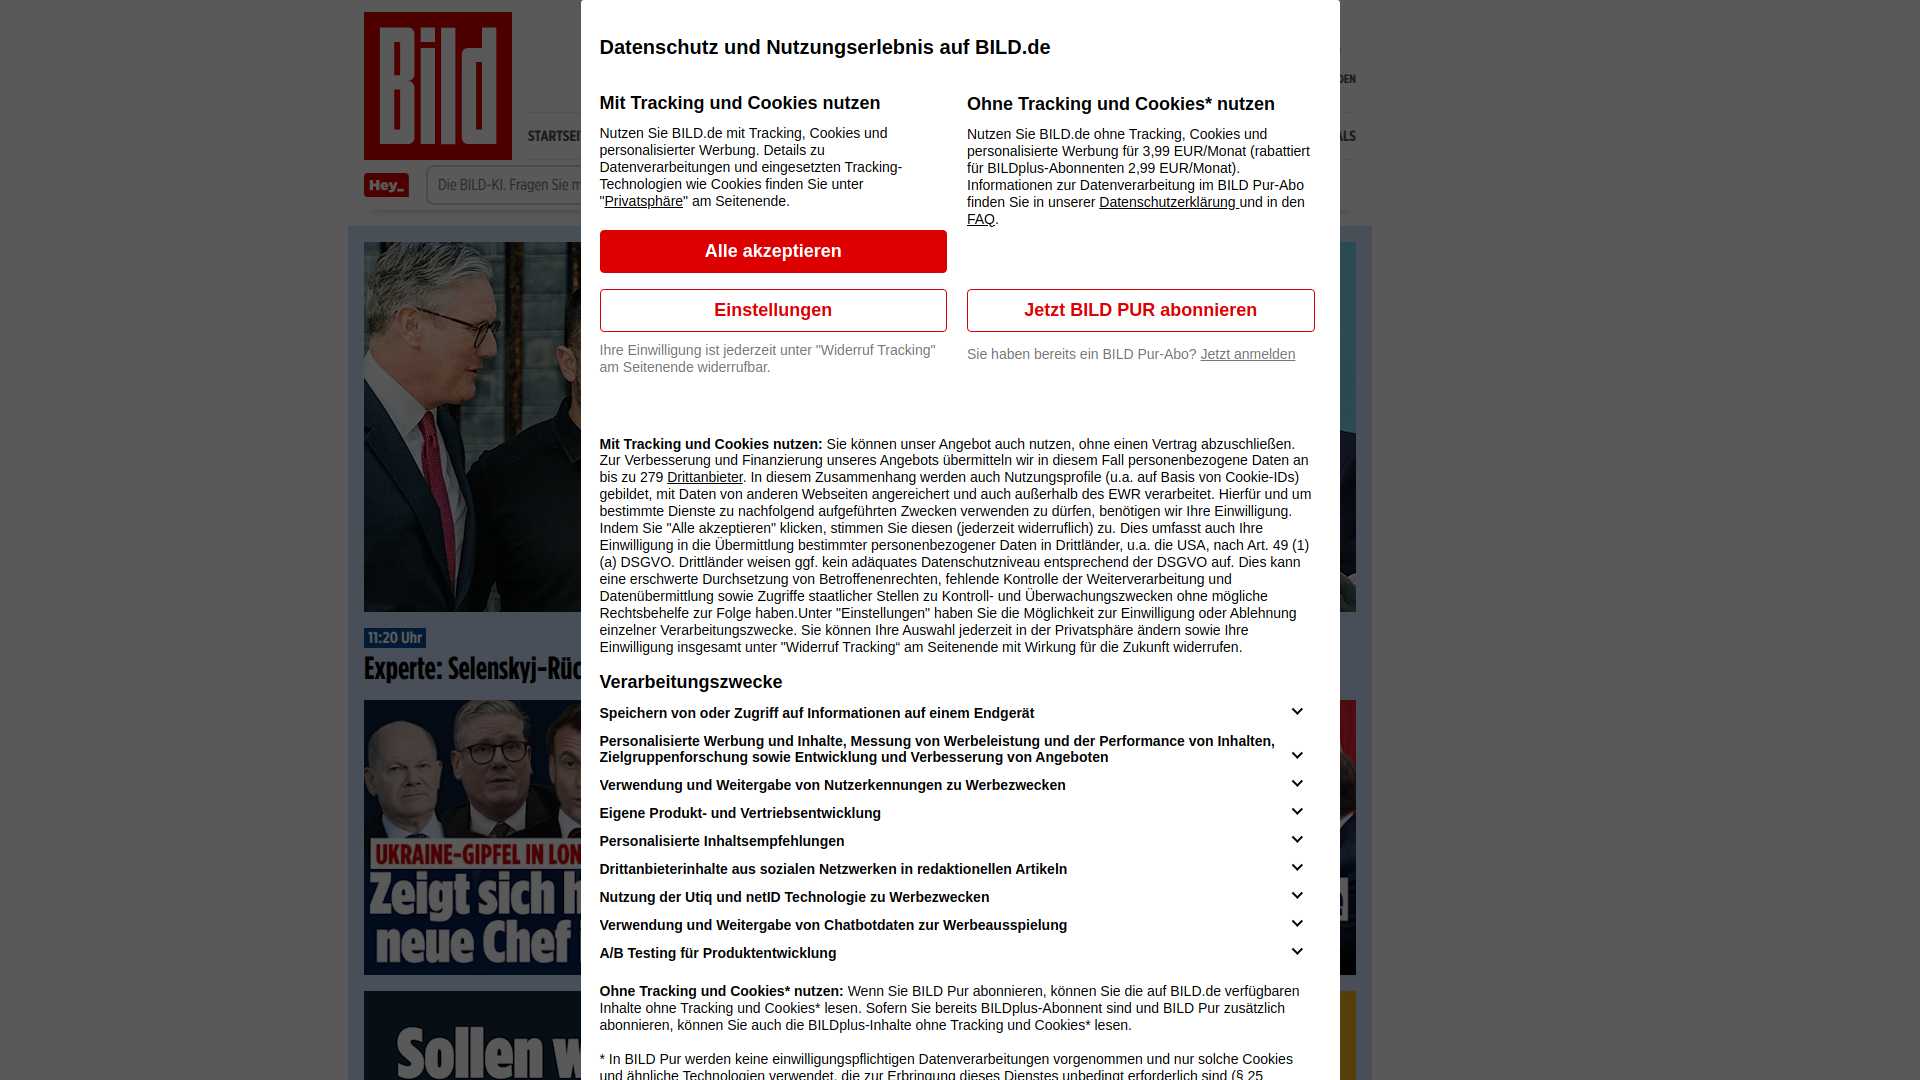 Bild
Datenschutz und Nutzungserlebnis auf BILD.de
Mit Tracking und Cookies nutzen
Nutzen Sie BILD.de mit Tracking, Cookies und
personalisierter Werbung. Details zu
Datenverarbeitungen und eingesetzten Tracking-
Technologien wie Cookies finden Sie unter
"Privatsphäre" am Seitenende.
Alle akzeptieren
Einstellungen
Ihre Einwilligung ist jederzeit unter "Widerruf Tracking"
am Seitenende widerrufbar.
Ohne Tracking und Cookies* nutzen
Nutzen Sie BILD.de ohne Tracking, Cookies und
personalisierte Werbung für 3,99 EUR/Monat (rabattiert
für BILDplus-Abonnenten 2,99 EUR/Monat).
Informationen zur Datenverarbeitung im BILD Pur-Abo
finden Sie in unserer Datenschutzerklärung und in den
FAQ.
Jetzt BILD PUR abonnieren
Sie haben bereits ein BILD Pur-Abo? Jetzt anmelden
Mit Tracking und Cookies nutzen: Sie können unser Angebot auch nutzen, ohne einen Vertrag abzuschließen.
Zur Verbesserung und Finanzierung unseres Angebots übermitteln wir in diesem Fall personenbezogene Daten an
bis zu 279 Drittanbieter. In diesem Zusammenhang werden auch Nutzungsprofile (u.a. auf Basis von Cookie-IDs)
gebildet, mit Daten von anderen Webseiten angereichert und auch außerhalb des EWR verarbeitet. Hierfür und um
bestimmte Dienste zu nachfolgend aufgeführten Zwecken verwenden zu dürfen, benötigen wir Ihre Einwilligung.
Indem Sie "Alle akzeptieren" klicken, stimmen Sie diesen (jederzeit widerruflich) zu. Dies umfasst auch Ihre
Einwilligung in die Übermittlung bestimmter personenbezogener Daten in Drittländer, u.a. die USA, nach Art. 49 (1)
(a) DSGVO. Drittländer weisen ggf. kein adäquates Datenschutzniveau entsprechend der DSGVO auf. Dies kann
eine erschwerte Durchsetzung von Betroffenenrechten, fehlende Kontrolle der Weiterverarbeitung und
Datenübermittlung sowie Zugriffe staatlicher Stellen zu Kontroll- und Überwachungszwecken ohne mögliche
Rechtsbehelfe zur Folge haben.Unter "Einstellungen" haben Sie die Möglichkeit zur Einwilligung oder Ablehnung
einzelner Verarbeitungszwecke. Sie können Ihre Auswahl jederzeit in der Privatsphäre ändern sowie Ihre
Einwilligung insgesamt unter "Widerruf Tracking“ am Seitenende mit Wirkung für die Zukunft widerrufen.
Verarbeitungszwecke
Speichern von oder Zugriff auf Informationen auf einem Endgerät
Personalisierte Werbung und Inhalte, Messung von Werbeleistung und der Performance von Inhalten,
Zielgruppenforschung sowie Entwicklung und Verbesserung von Angeboten
Verwendung und Weitergabe von Nutzerkennungen zu Werbezwecken
Eigene Produkt- und Vertriebsentwicklung
Personalisierte Inhaltsempfehlungen
Drittanbieterinhalte aus sozialen Netzwerken in redaktionellen Artikeln
Nutzung der Utiq und netID Technologie zu Werbezwecken
Verwendung und Weitergabe von Chatbotdaten zur Werbeausspielung
A/B Testing für Produktentwicklung
Ohne Tracking und Cookies* nutzen: Wenn Sie BILD Pur abonnieren, können Sie die auf BILD.de verfügbaren
Inhalte ohne Tracking und Cookies* lesen. Sofern Sie bereits BILDplus-Abonnent sind und BILD Pur zusätzlich
abonnieren, können Sie auch die BILDplus-Inhalte ohne Tracking und Cookies* lesen.
* In BILD Pur werden keine einwilligungspflichtigen Datenverarbeitungen vorgenommen und nur solche Cookies
und ähnliche Technologien verwendet, die zur Erbringung dieses Dienstes unbedingt erforderlich sind (§ 25
STARTSEI
Hey_
Die BILD-KI. Fragen Sie m
11:20 Uhr
Experte: Selenskyj-Rüc
UKRAINE-GIPFEL IN LON
Zeigt sich h
neue Chef
Sollen w